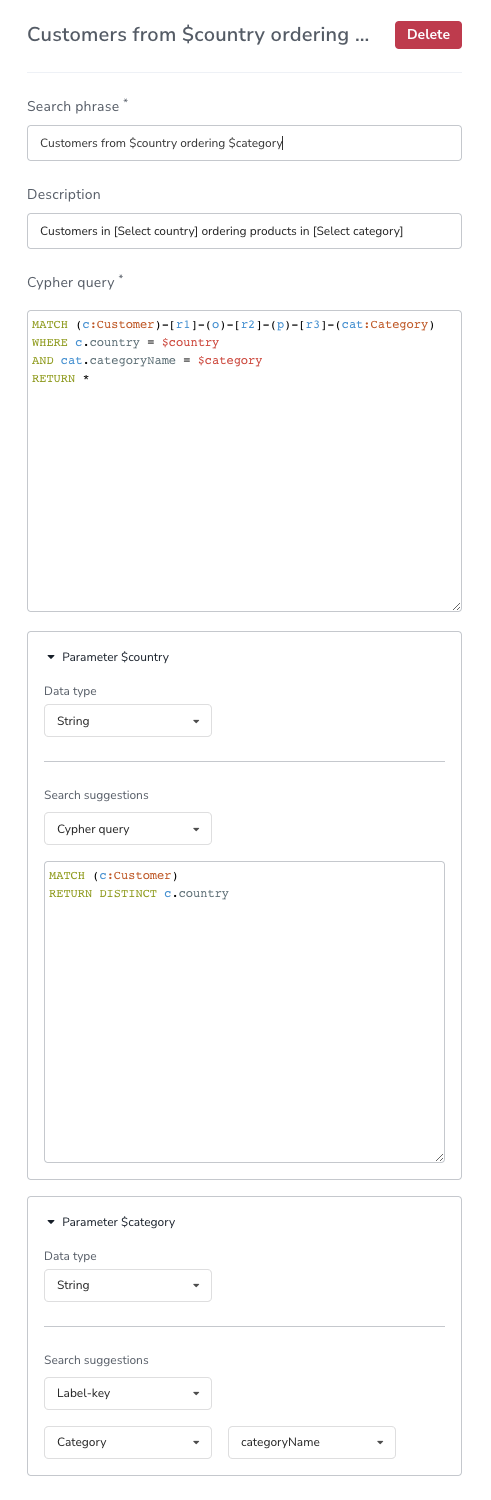 Customers from $country ordering ...
Delete
Search phrase *
Customers from $country ordering $category
Description
Customers in [Select country] ordering products in [Select category]
Cypher query *
MATCH (c:Customer)-[r1]-(o)-[r2]-(p)-[r3]-(cat:Category)
WHERE c.country = $country
AND cat.categoryName = $category
RETURN *
Parameter $country
Data type
String
Search suggestions
Cypher query
MATCH (c:Customer)
RETURN DISTINCT c.country
Parameter $category
Data type
String
Search suggestions
Label-key
Category categoryName